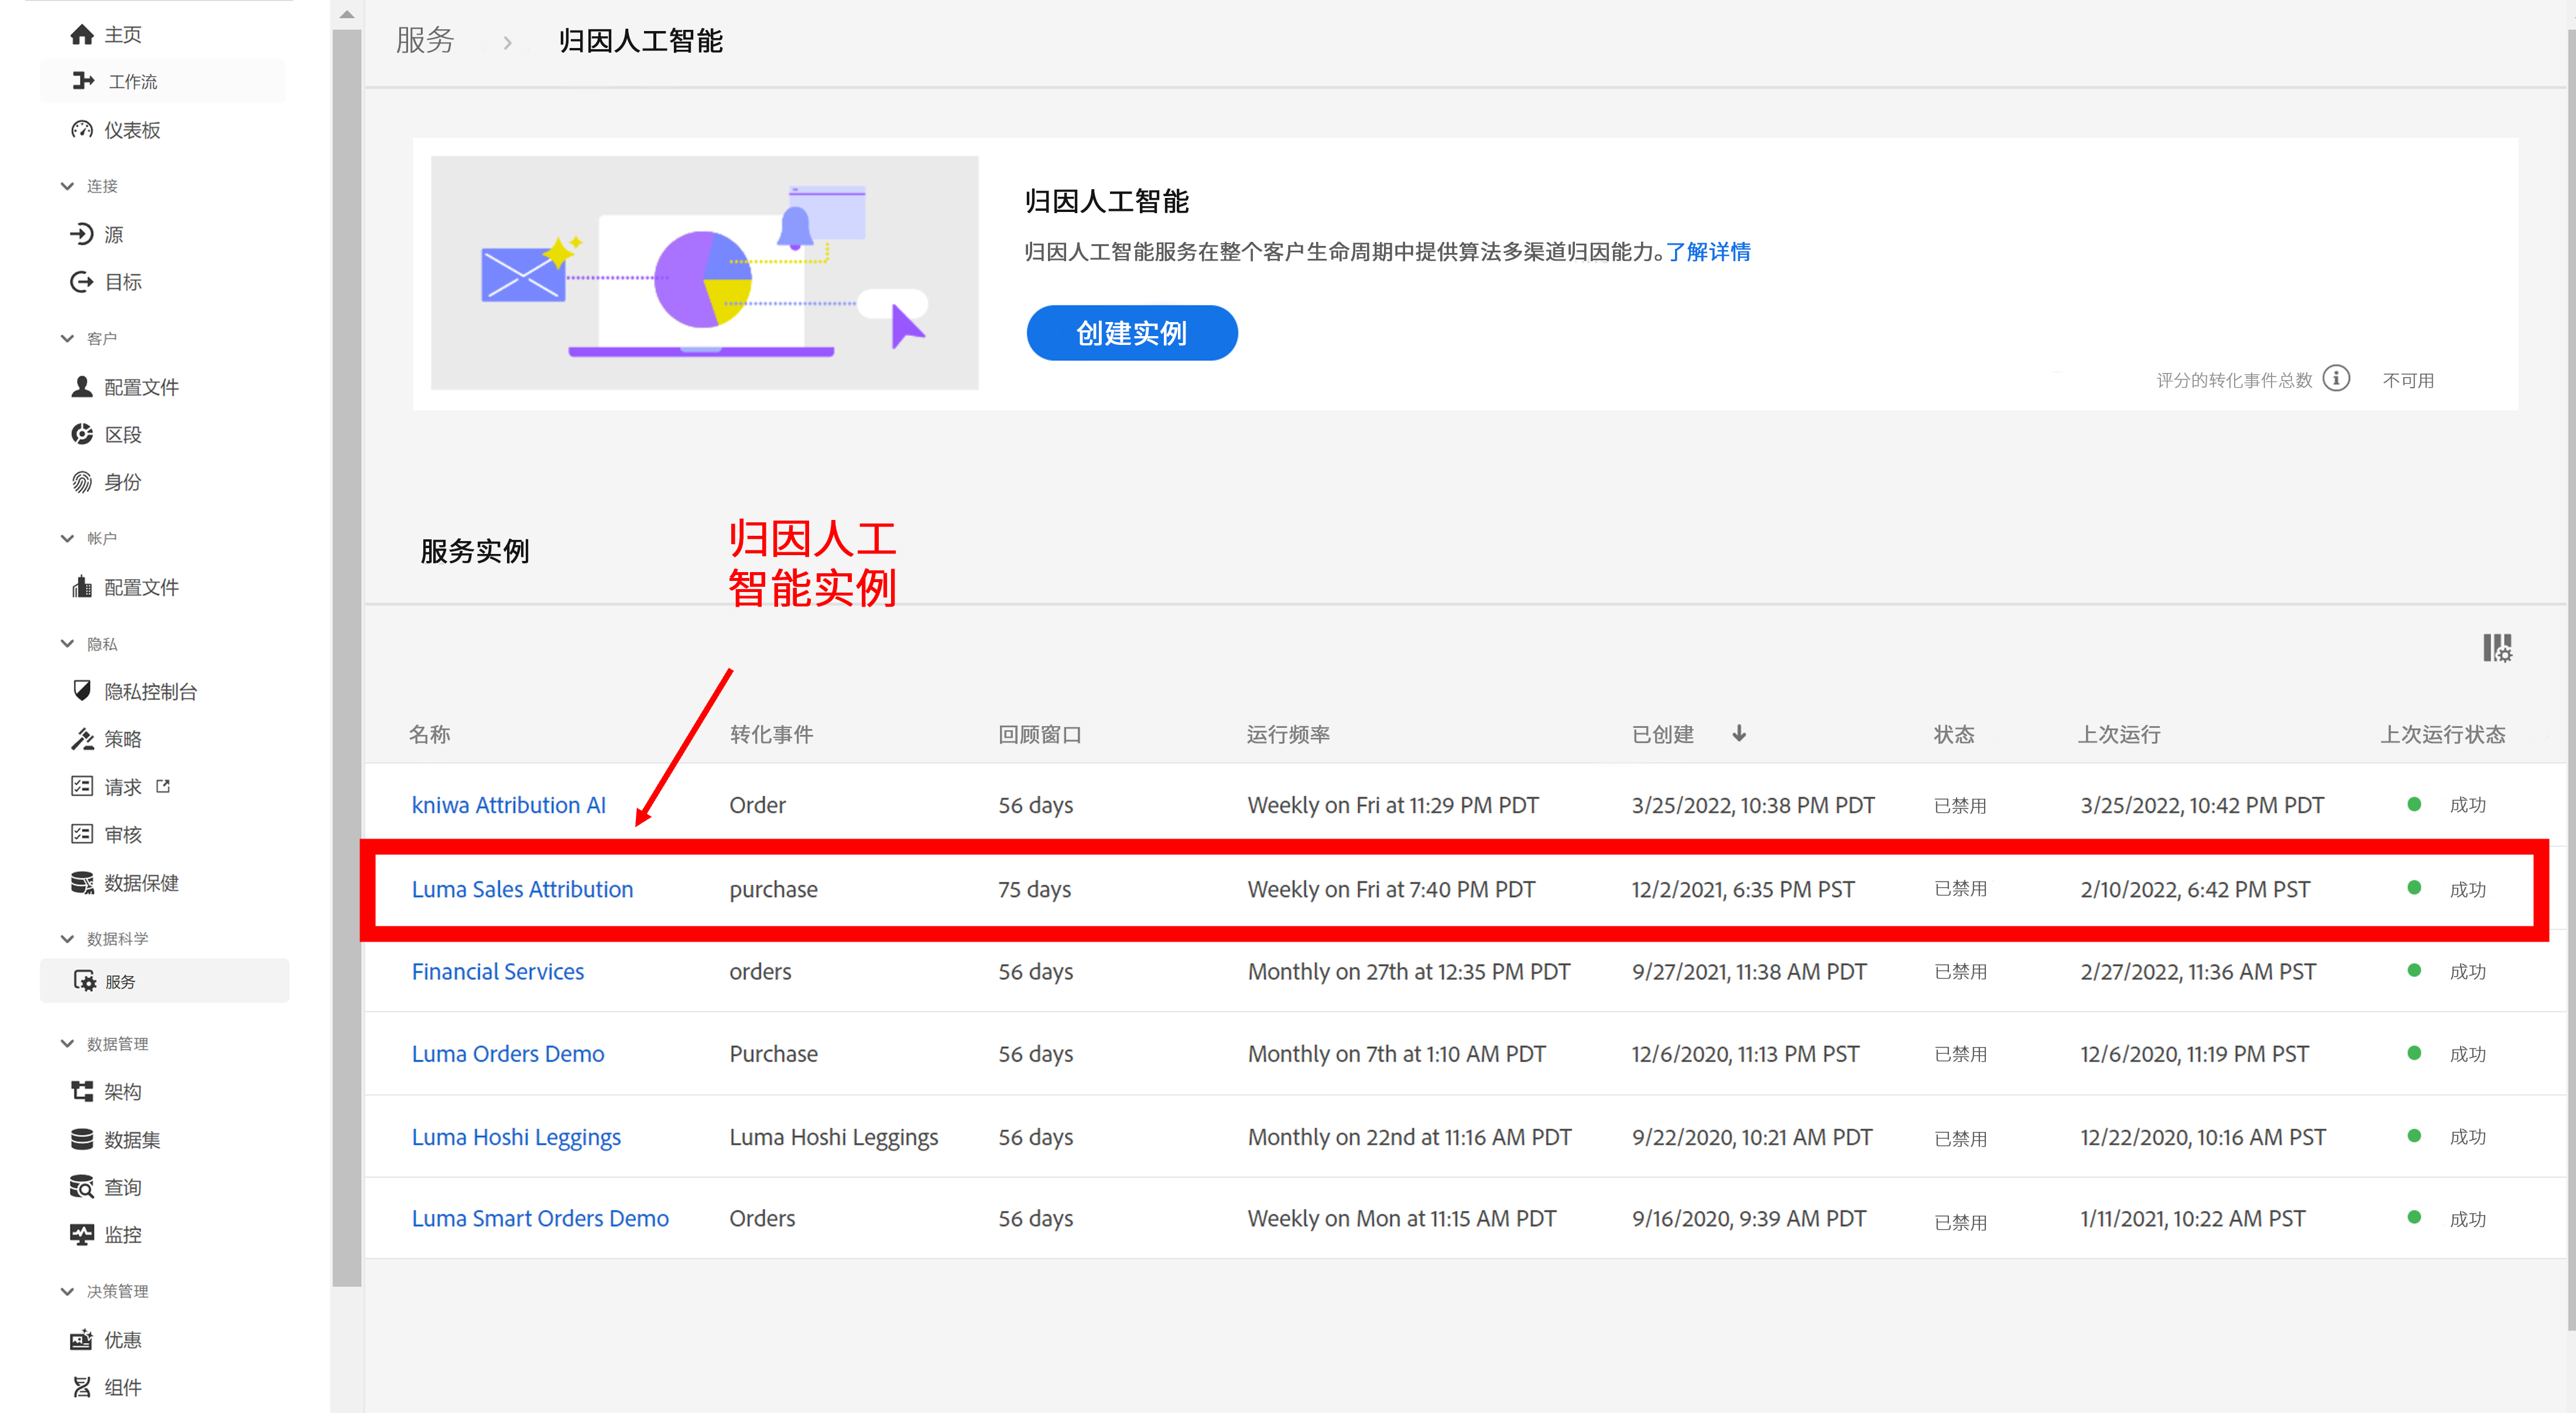 主页
工作流
仪表板
连接
源
目标
客户
配置文件
区段
身份
帐户
配置文件
隐私
隐私控制台
策略
请求
审核
数据保健
数据科学
服务
数据管理
架构
数据集
查询
监控
决策管理
优惠
组件
服务 > 归因人工智能
归因人工智能
归因人工智能服务在整个客户生命周期中提供算法多渠道归因能力。了解详情
创建实例
评分的转化事件总数 不可用
服务实例
归因人工
智能实例
名称 转化事件 回顾窗口 运行频率 已创建 ↓ 状态 上次运行 上次运行状态
kniwa Attribution AI Order 56 days Weekly on Fri at 11:29 PM PDT 3/25/2022, 10:38 PM PDT 已禁用 3/25/2022, 10:42 PM PDT 成功
Luma Sales Attribution purchase 75 days Weekly on Fri at 7:40 PM PDT 12/2/2021, 6:35 PM PST 已禁用 2/10/2022, 6:42 PM PST 成功
Financial Services orders 56 days Monthly on 27th at 12:35 PM PDT 9/27/2021, 11:38 AM PDT 已禁用 2/27/2022, 11:36 AM PST 成功
Luma Orders Demo Purchase 56 days Monthly on 7th at 1:10 AM PDT 12/6/2020, 11:13 PM PST 已禁用 12/6/2020, 11:19 PM PST 成功
Luma Hoshi Leggings Luma Hoshi Leggings 56 days Monthly on 22nd at 11:16 AM PDT 9/22/2020, 10:21 AM PDT 已禁用 12/22/2020, 10:16 AM PST 成功
Luma Smart Orders Demo Orders 56 days Weekly on Mon at 11:15 AM PDT 9/16/2020, 9:39 AM PDT 已禁用 1/11/2021, 10:22 AM PST 成功